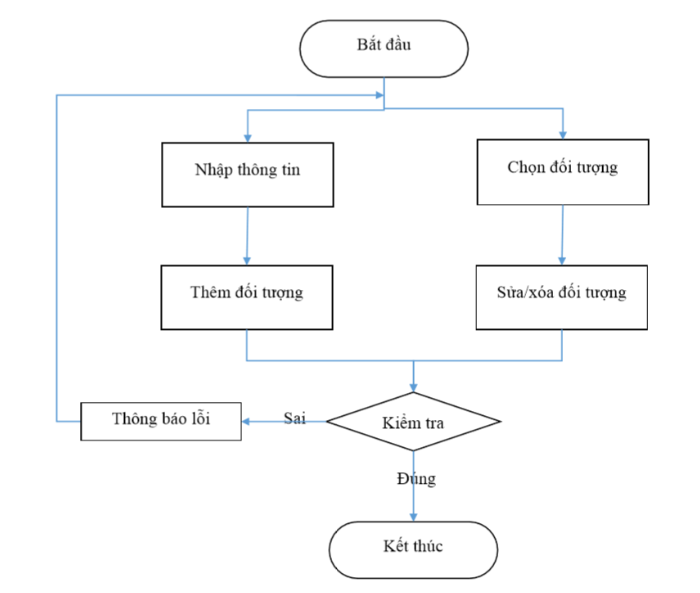 Bắt đầu
Nhập thông tin
Chọn đối tượng
Thêm đối tượng
Sửa/xóa đối tượng
Thông báo lỗi
Sai
Kiểm tra
Đúng
Kết thúc